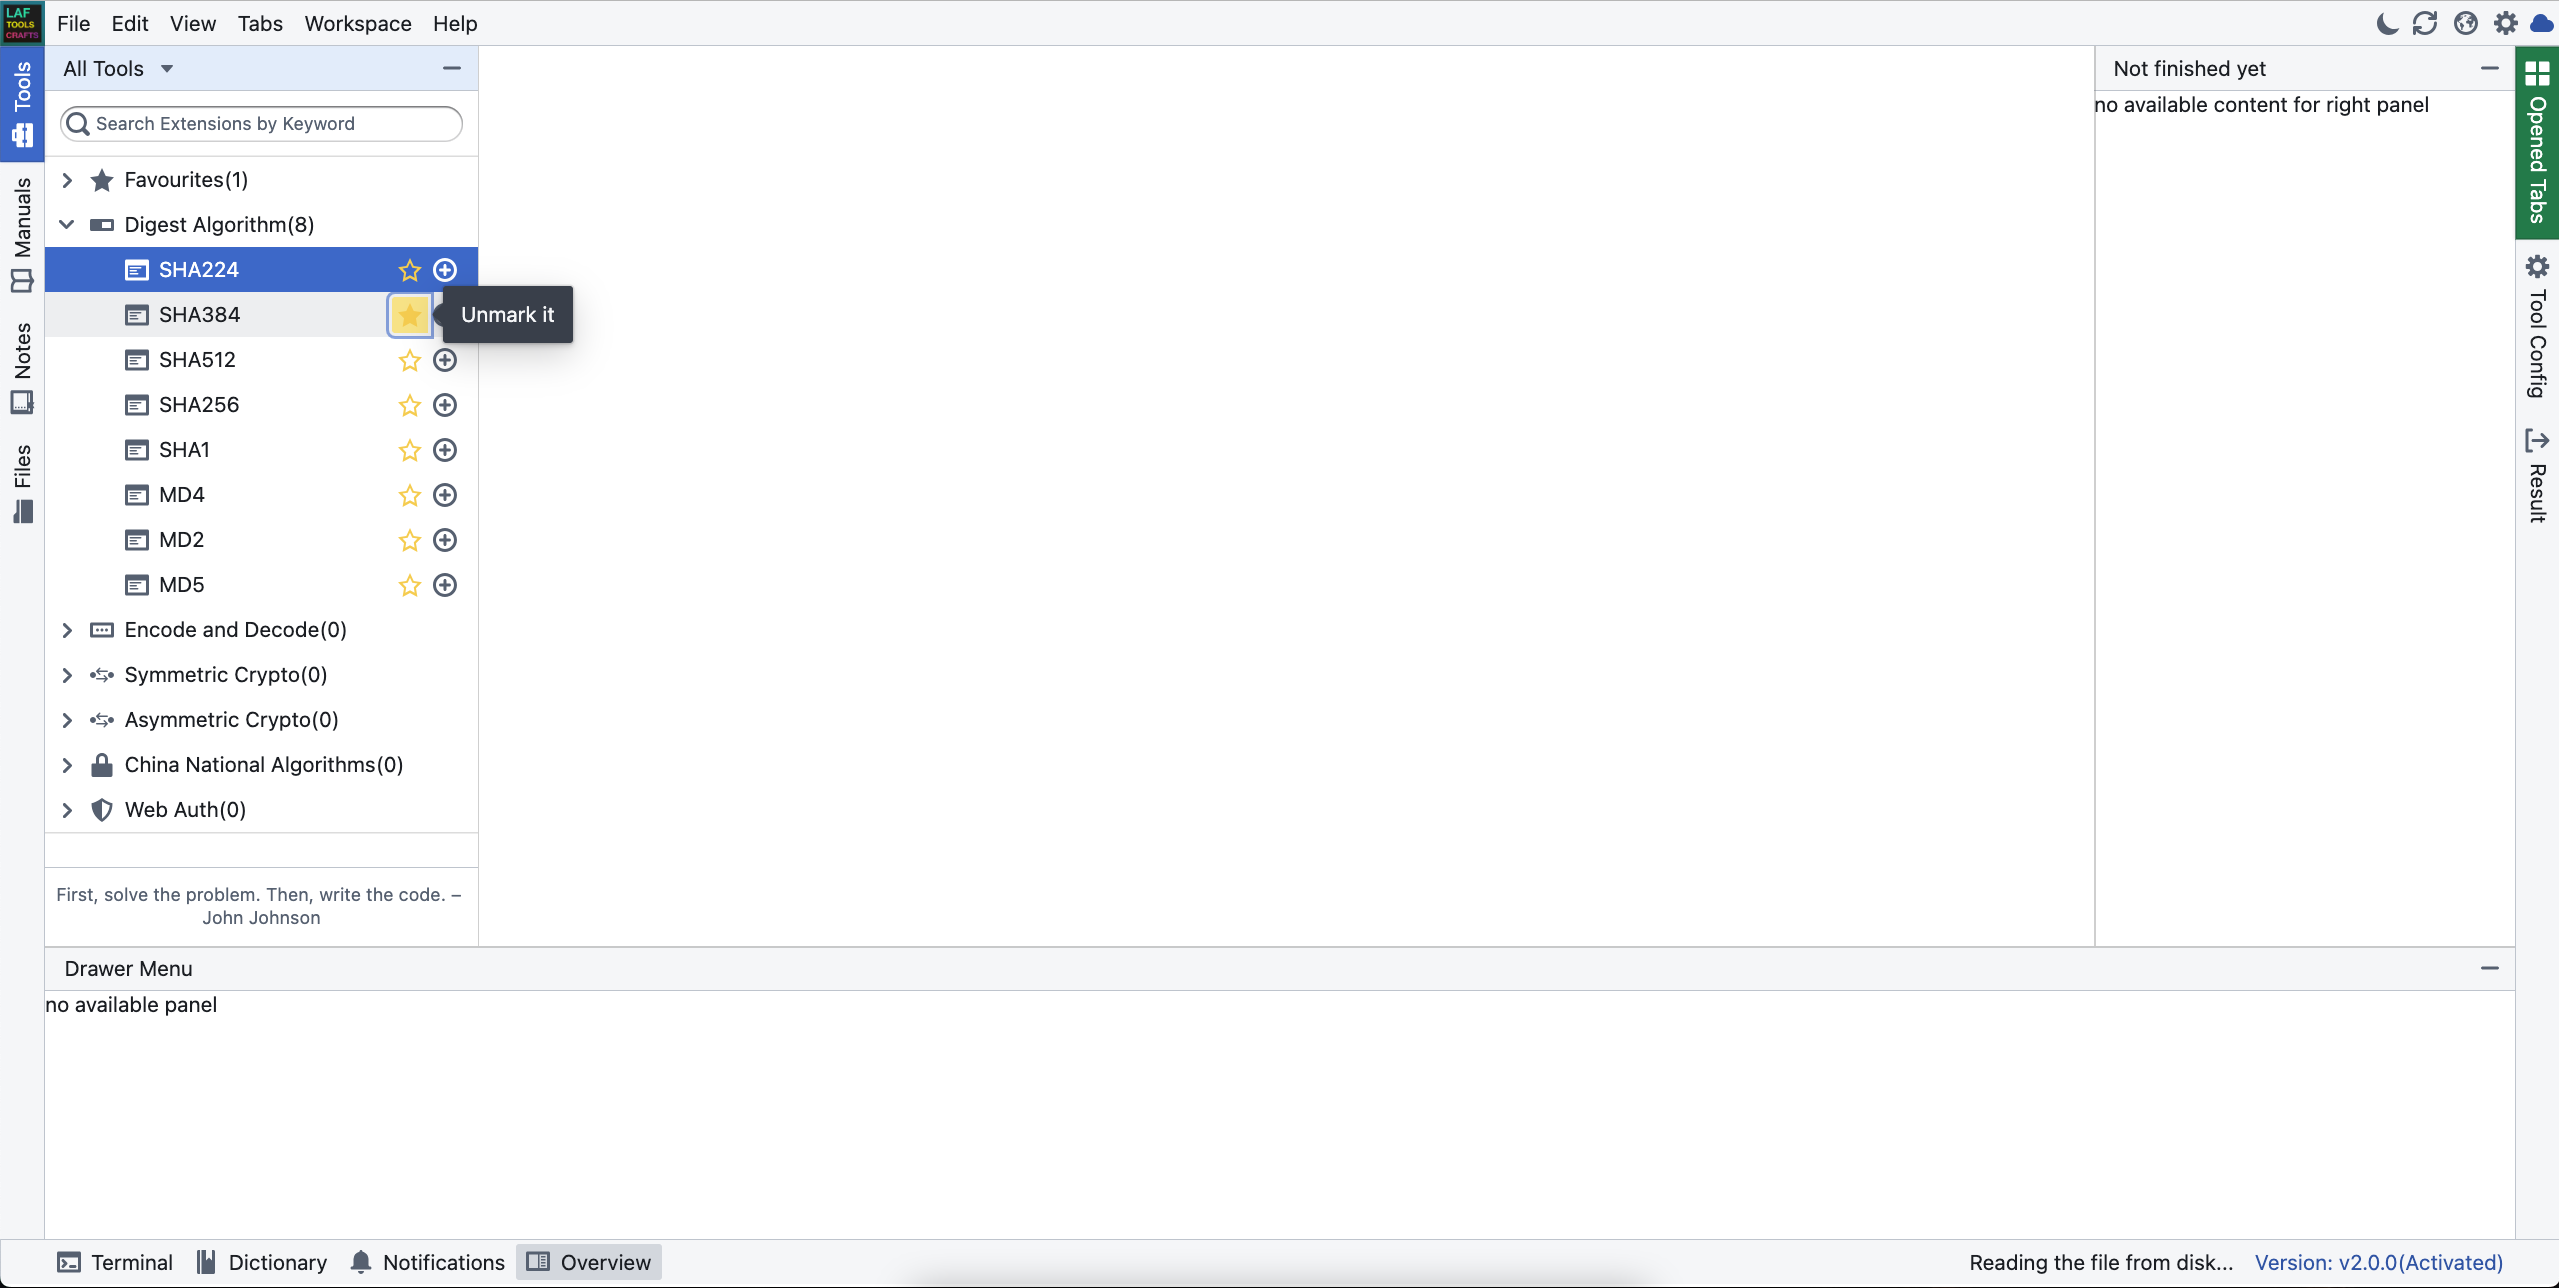 LAF
TOOLS
CRAFTS
File Edit View Tabs Workspace Help
Tools
Manuals
Notes
Files
All Tools
Search Extensions by Keyword
Favourites(1)
Digest Algorithm(8)
SHA224
SHA384
Unmark it
SHA512
SHA256
SHA1
MD4
MD2
MD5
Encode and Decode(0)
Symmetric Crypto(0)
Asymmetric Crypto(0)
China National Algorithms(0)
Web Auth(0)
First, solve the problem. Then, write the code. –
John Johnson
Not finished yet
no available content for right panel
Opened Tabs
Tool Config
Result
Drawer Menu
no available panel
Terminal Dictionary Notifications Overview
Reading the file from disk... Version: v2.0.0(Activated)